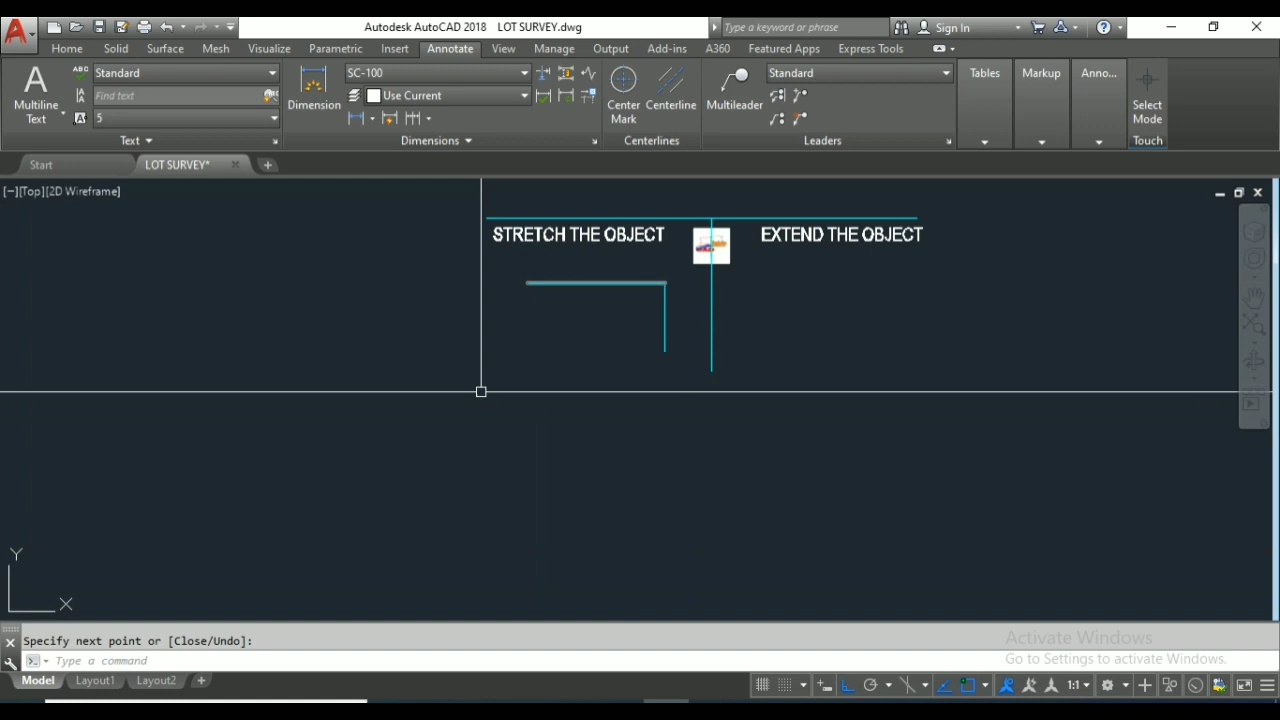 Autodesk AutoCAD 2018 LOT SURVEY.dwg
Type a keyword or phrase
Sign In
Home Solid Surface Mesh Visualize Parametric Insert Annotate View Manage Output Add-ins A360 Featured Apps Express Tools
A Multiline Text
ABC Standard
Find text
A 5
Text
Dimension
SC-100
Use Current
Dimensions
Center Mark
Centerline
Centerlines
Multileader
Standard
Leaders
Tables
Markup
Anno...
Select Mode
Touch
Start
LOT SURVEY*
[−][Top][2D Wireframe]
STRETCH THE OBJECT
EXTEND THE OBJECT
Y
X
Specify next point or [Close/Undo]:
Type a command
Activate Windows
Go to Settings to activate Windows.
Model Layout1 Layout2 +
1:1